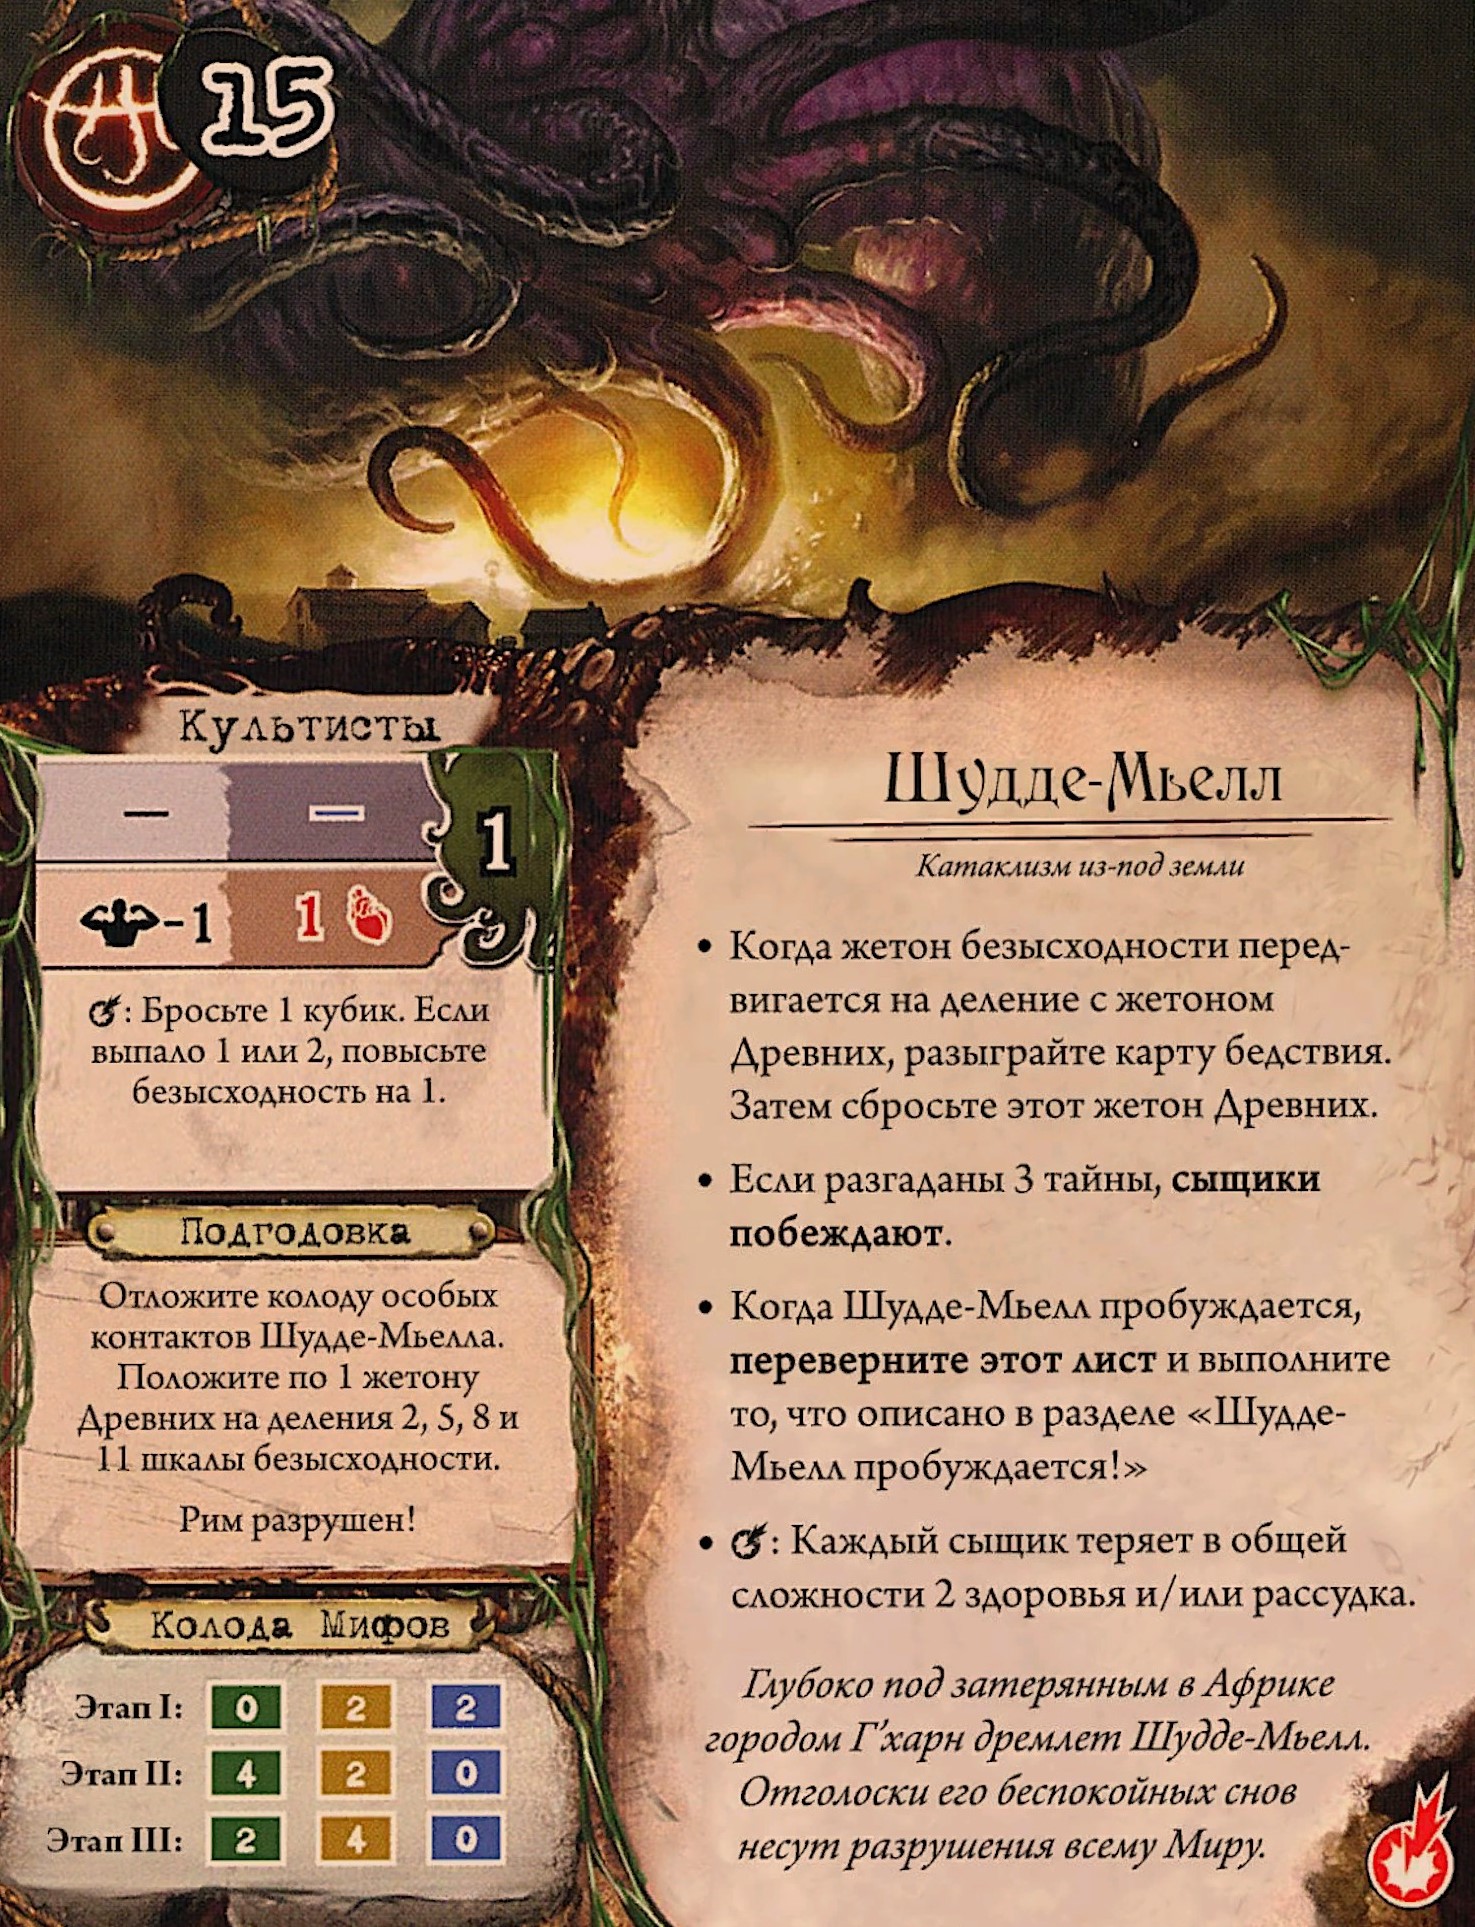 15
Культисты
— —
1
-1 1
: Бросьте 1 кубик. Если
выпало 1 или 2, повысьте
безысходность на 1.
Подготовка
Отложите колоду особых
контактов Шудде-Мьелла.
Положите по 1 жетону
Древних на деления 2, 5, 8 и
11 шкалы безысходности.
Рим разрушен!
Колода Мифов
Этап I: 0 2 2
Этап II: 4 2 0
Этап III: 2 4 0
Шудде-Мьелл
Катаклизм из-под земли
• Когда жетон безысходности перед-
вигается на деление с жетоном
Древних, разыграйте карту бедствия.
Затем сбросьте этот жетон Древних.
• Если разгаданы 3 тайны, сыщики
побеждают.
• Когда Шудде-Мьелл пробуждается,
переверните этот лист и выполните
то, что описано в разделе «Шудде-
Мьелл пробуждается!»
• : Каждый сыщик теряет в общей
сложности 2 здоровья и/или рассудка.
Глубоко под затерянным в Африке
городом Г'харн дремлет Шудде-Мьелл.
Отголоски его беспокойных снов
несут разрушения всему Миру.